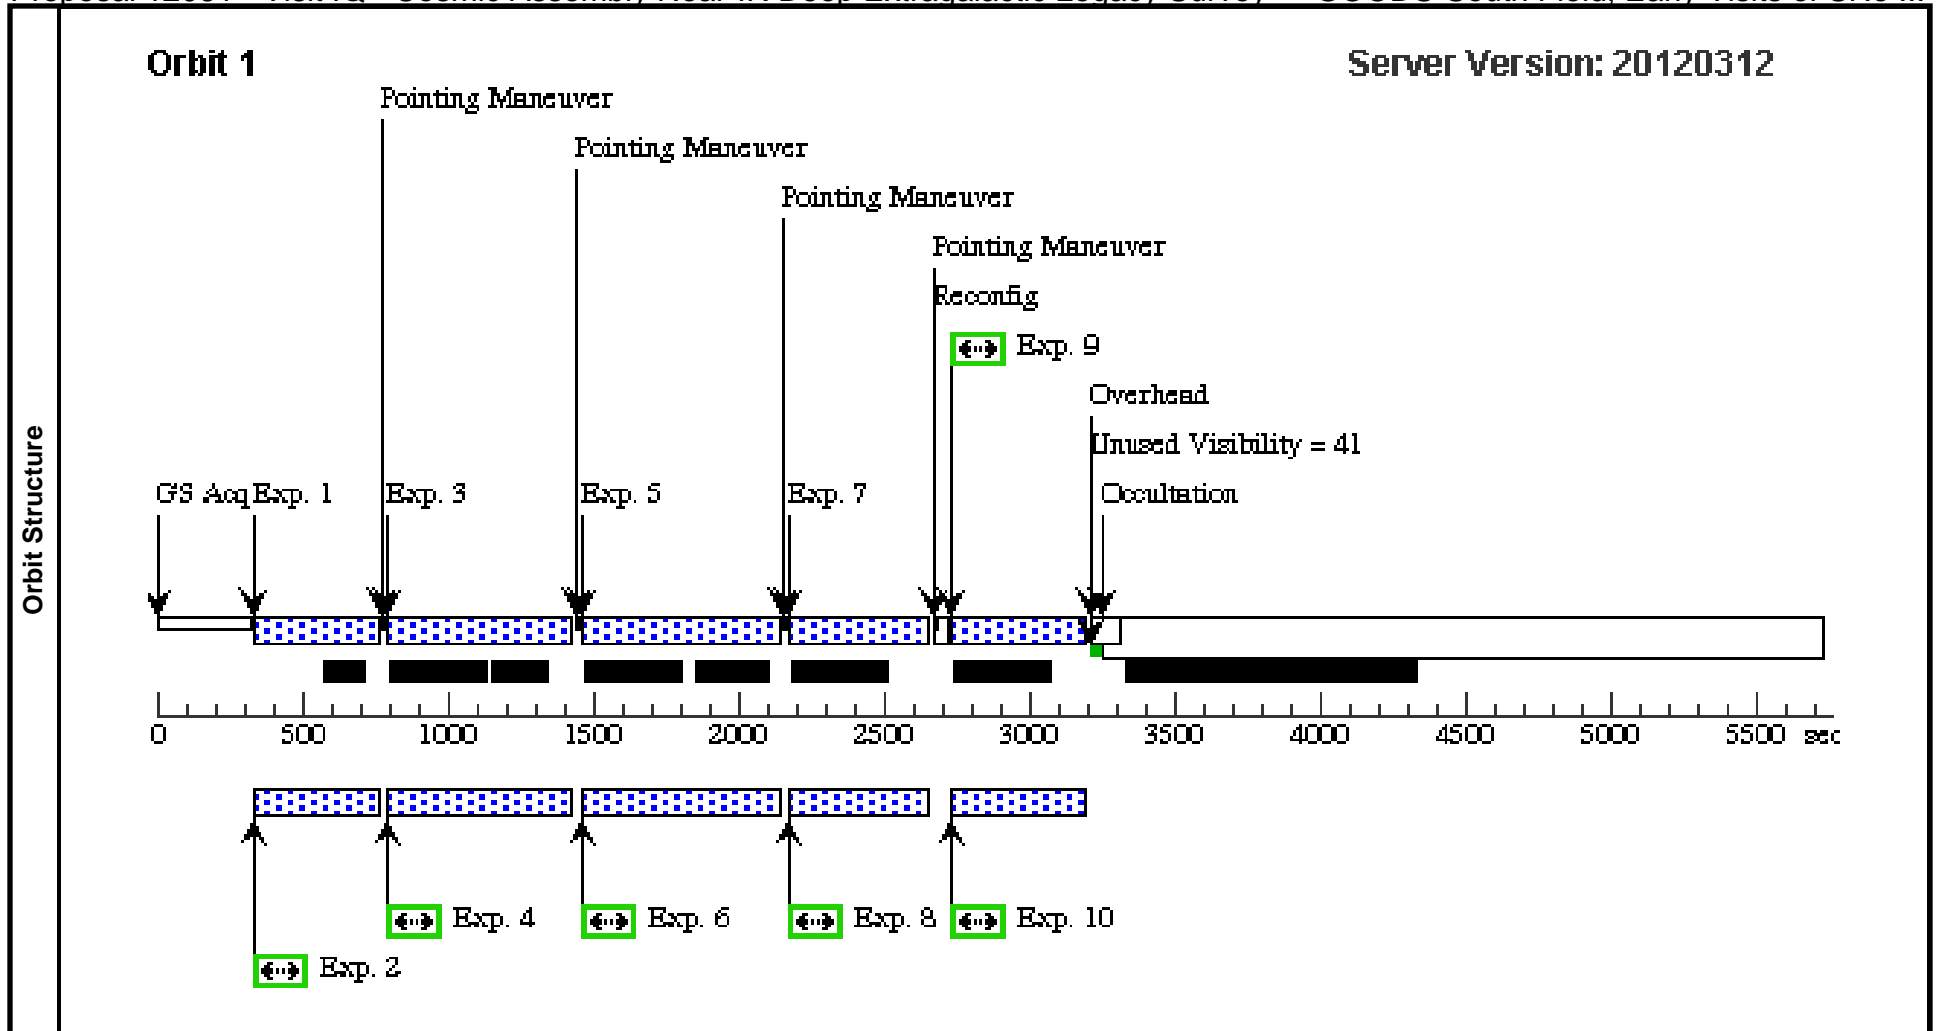 Orbit 1
Server Version: 20120312
Pointing Maneuver
Pointing Maneuver
Pointing Maneuver
Pointing Maneuver
Reconfig
Exp. 9
Overhead
Unused Visibility = 41
GS Acq Exp. 1 Exp. 3 Exp. 5 Exp. 7 Occultation
Orbit Structure
0 500 1000 1500 2000 2500 3000 3500 4000 4500 5000 5500 sec
Exp. 4 Exp. 6 Exp. 8 Exp. 10
Exp. 2